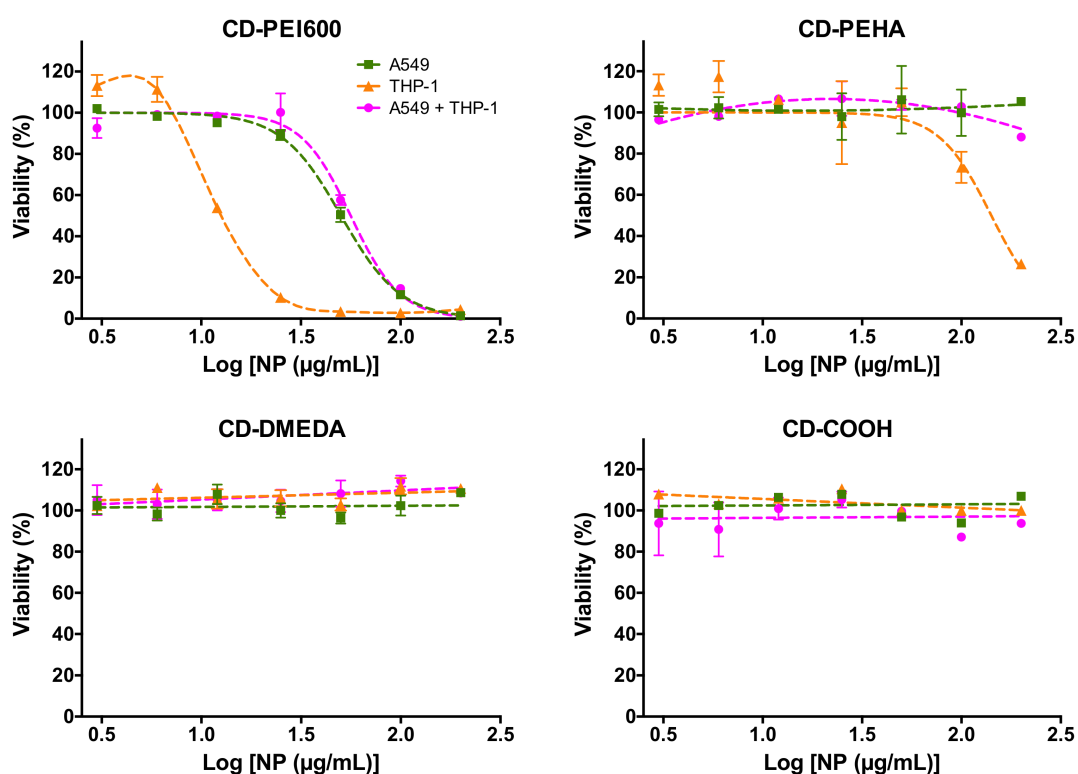 CD-PEI600
A549
THP-1
A549 + THP-1
Viability (%)
120
100
80
60
40
20
0
0.5 1.0 1.5 2.0 2.5
Log [NP (µg/mL)]
CD-PEHA
Viability (%)
120
100
80
60
40
20
0
0.5 1.0 1.5 2.0 2.5
Log [NP (µg/mL)]
CD-DMEDA
Viability (%)
120
100
80
60
40
20
0
0.5 1.0 1.5 2.0 2.5
Log [NP (µg/mL)]
CD-COOH
Viability (%)
120
100
80
60
40
20
0
0.5 1.0 1.5 2.0 2.5
Log [NP (µg/mL)]